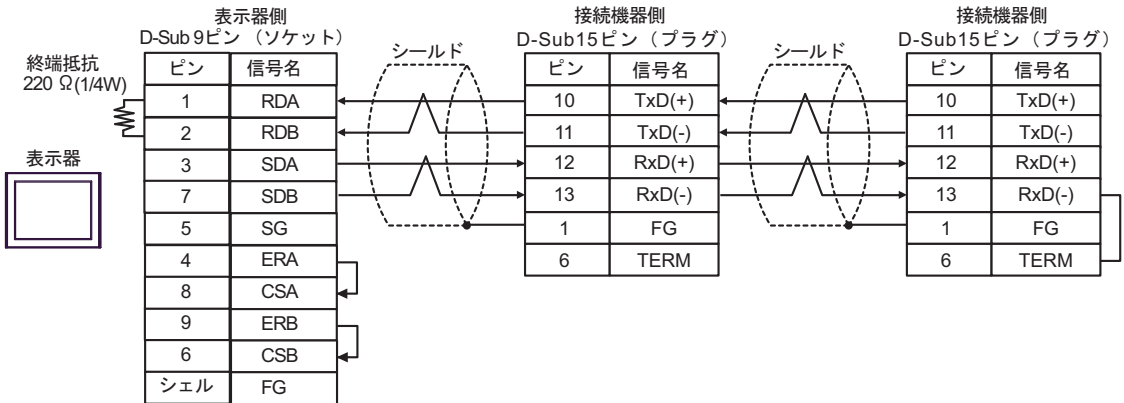 表示器側
D-Sub 9ピン （ソケット）
接続機器側
D-Sub15ピン（プラグ）
接続機器側
D-Sub15ピン（プラグ）
終端抵抗
220 Ω(1/4W)
シールド
シールド
表示器
ピン 信号名
1 RDA
2 RDB
3 SDA
7 SDB
5 SG
4 ERA
8 CSA
9 ERB
6 CSB
シェル FG
ピン 信号名
10 TxD(+)
11 TxD(-)
12 RxD(+)
13 RxD(-)
1 FG
6 TERM
ピン 信号名
10 TxD(+)
11 TxD(-)
12 RxD(+)
13 RxD(-)
1 FG
6 TERM